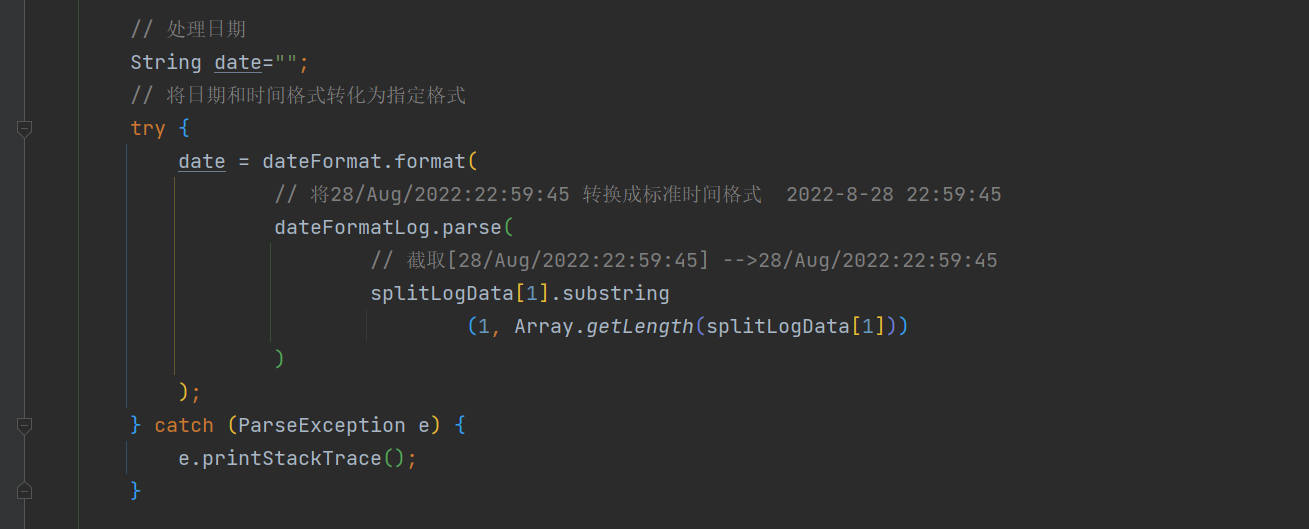 // 处理日期
String date="";
// 将日期和时间格式转化为指定格式
try {
date = dateFormat.format(
// 将28/Aug/2022:22:59:45 转换成标准时间格式  2022-8-28 22:59:45
dateFormatLog.parse(
// 截取[28/Aug/2022:22:59:45] -->28/Aug/2022:22:59:45
splitLogData[1].substring
(1, Array.getLength(splitLogData[1]))
)
);
} catch (ParseException e) {
e.printStackTrace();
}